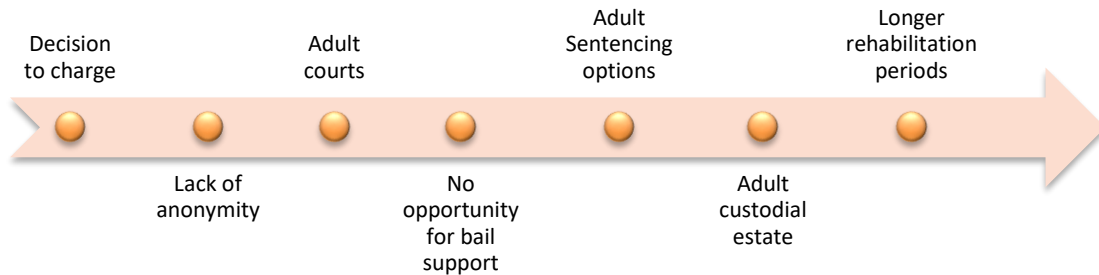 Decision
to charge
Lack of
anonymity
Adult
courts
No
opportunity
for bail
support
Adult
Sentencing
options
Adult
custodial
estate
Longer
rehabilitation
periods